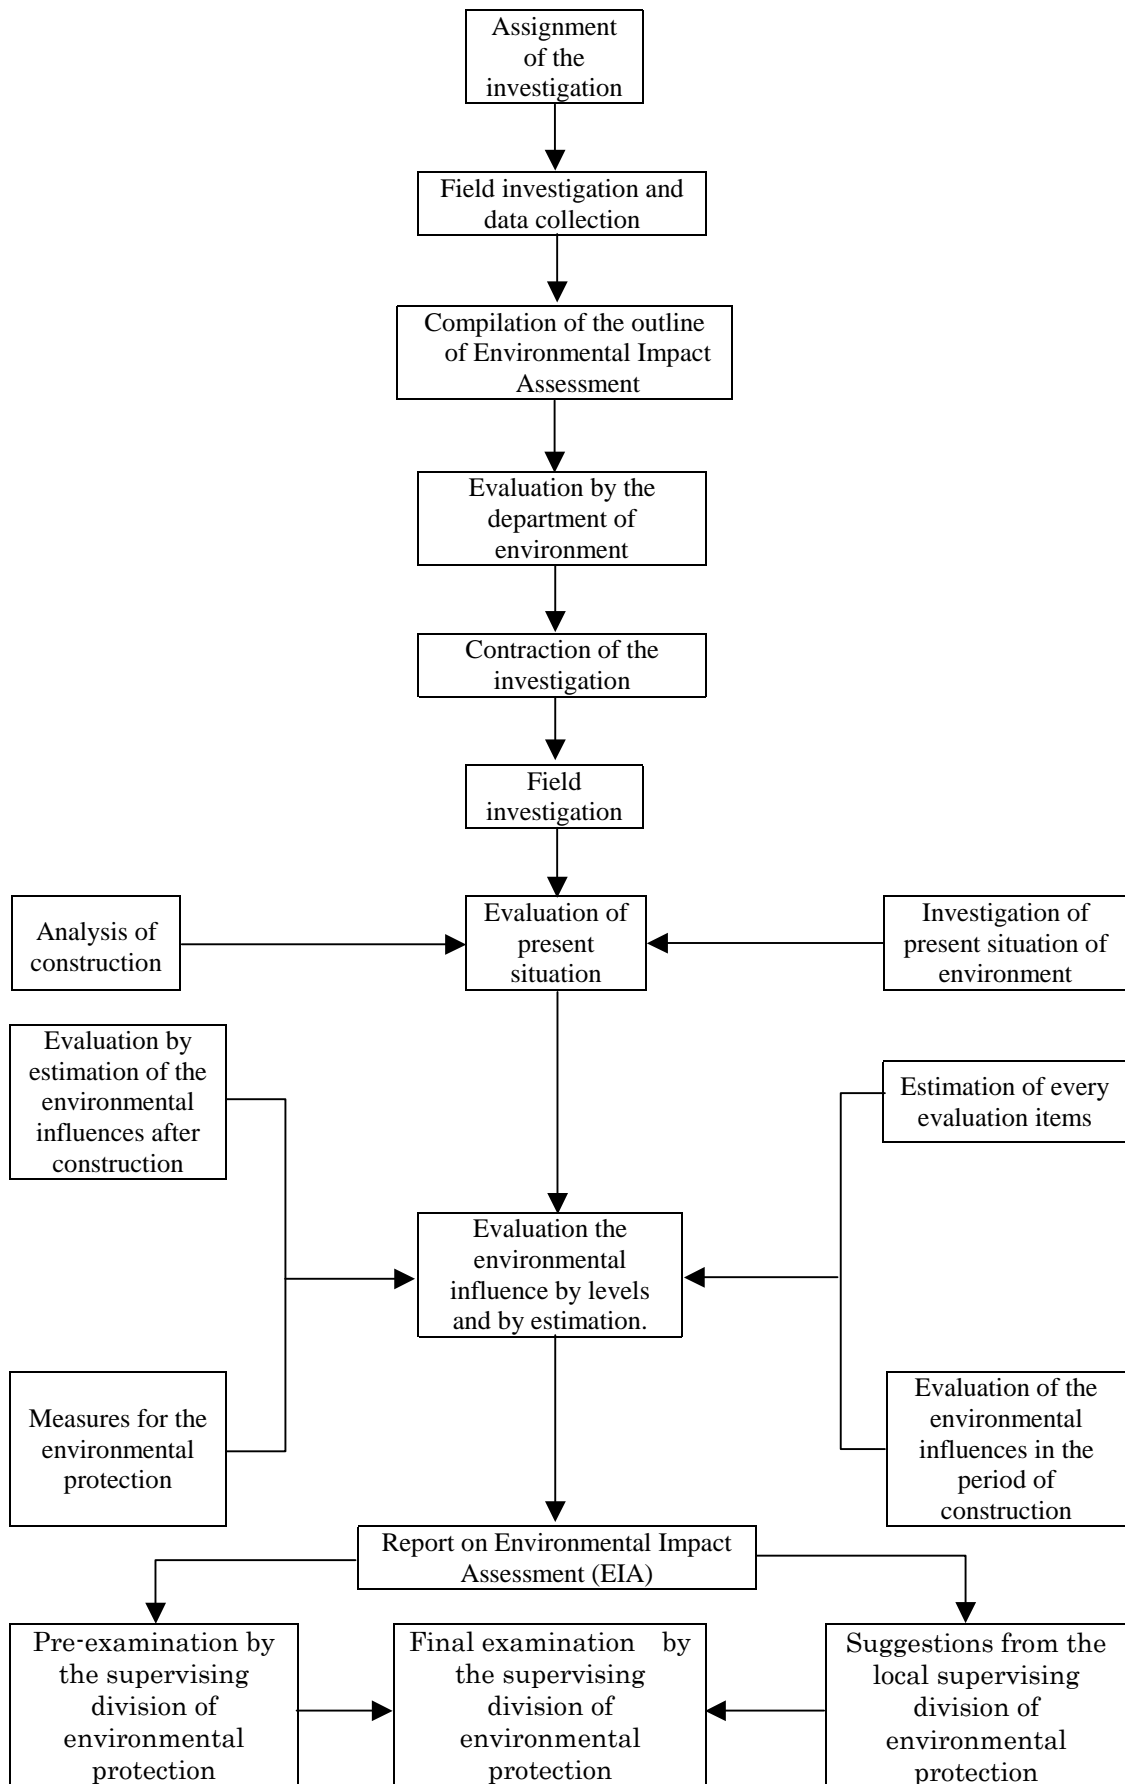 Assignment
of the
investigation
Field investigation and
data collection
Compilation of the outline
of Environmental Impact
Assessment
Evaluation by the
department of
environment
Contraction of the
investigation
Field
investigation
Analysis of
construction
Evaluation of
present
situation
Investigation of
present situation of
environment
Evaluation by
estimation of the
environmental
influences after
construction
Estimation of every
evaluation items
Evaluation the
environmental
influence by levels
and by estimation.
Measures for the
environmental
protection
Evaluation of the
environmental
influences in the
period of
construction
Report on Environmental Impact
Assessment (EIA)
Pre-examination by
the supervising
division of
environmental
protection
Final examination by
the supervising
division of
environmental
protection
Suggestions from the
local supervising
division of
environmental
protection